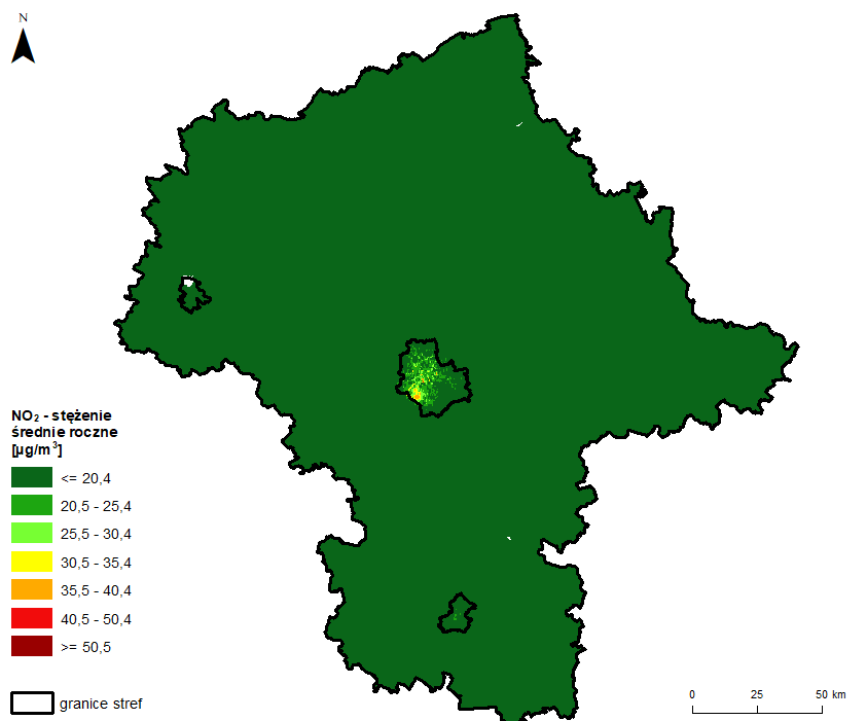 N
NO₂ - stężenie
średnie roczne
[µg/m³]
<= 20,4
20,5 - 25,4
25,5 - 30,4
30,5 - 35,4
35,5 - 40,4
40,5 - 50,4
>= 50,5
granice stref
0 25 50 km